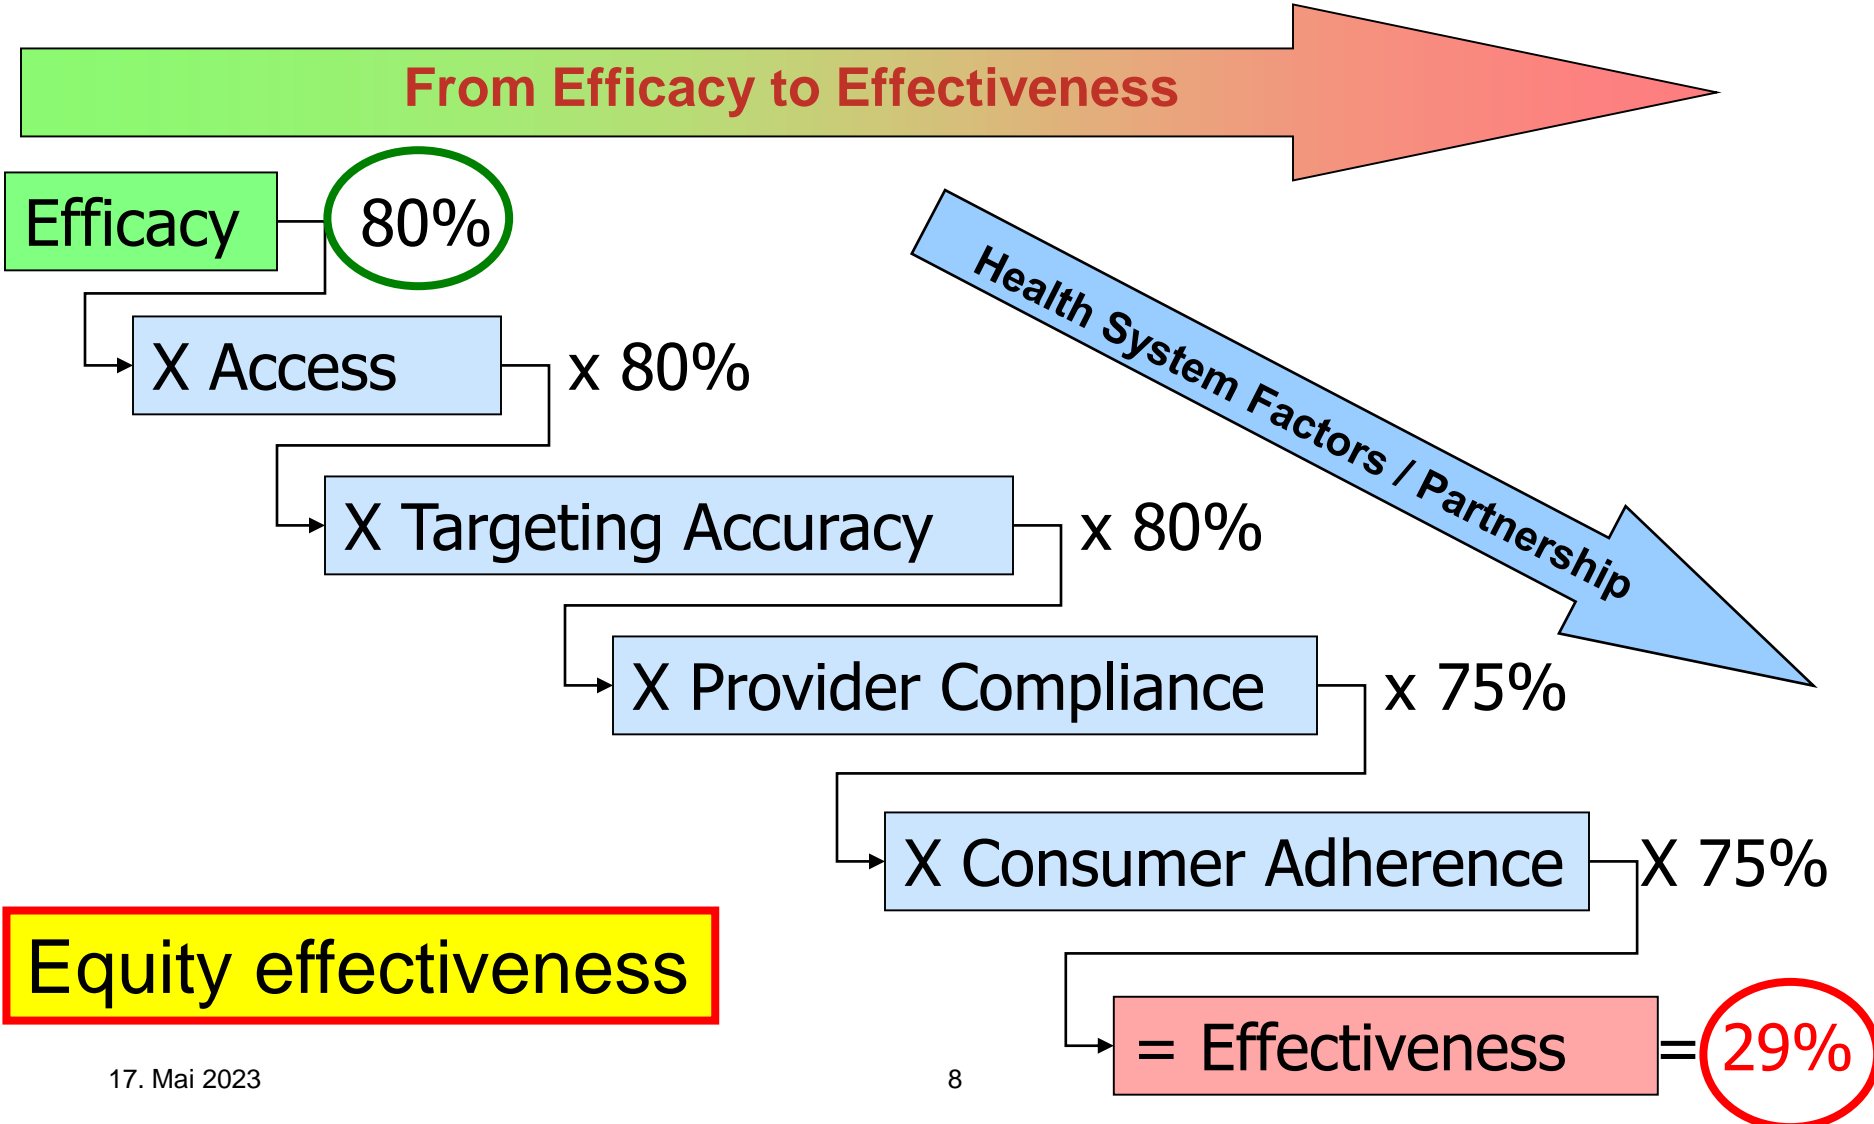 From Efficacy to Effectiveness
Efficacy
80%
Health System Factors / Partnership
X Access
x 80%
X Targeting Accuracy
x 80%
X Provider Compliance
x 75%
X Consumer Adherence
X 75%
Equity effectiveness
= Effectiveness
= 29%
17. Mai 2023
8